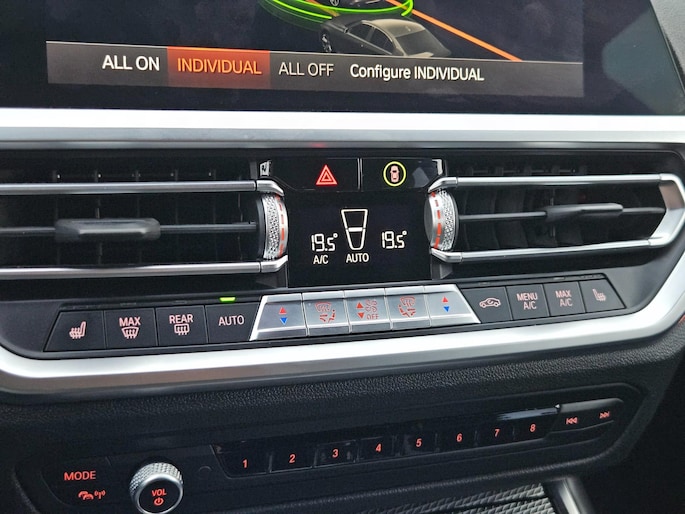 ALL ON INDIVIDUAL ALL OFF Configure INDIVIDUAL
19.5° 19.5°
A/C AUTO
MAX REAR AUTO OFF MENU A/C MAX A/C
1 2 3 4 5 6 7 8
MODE
VOL